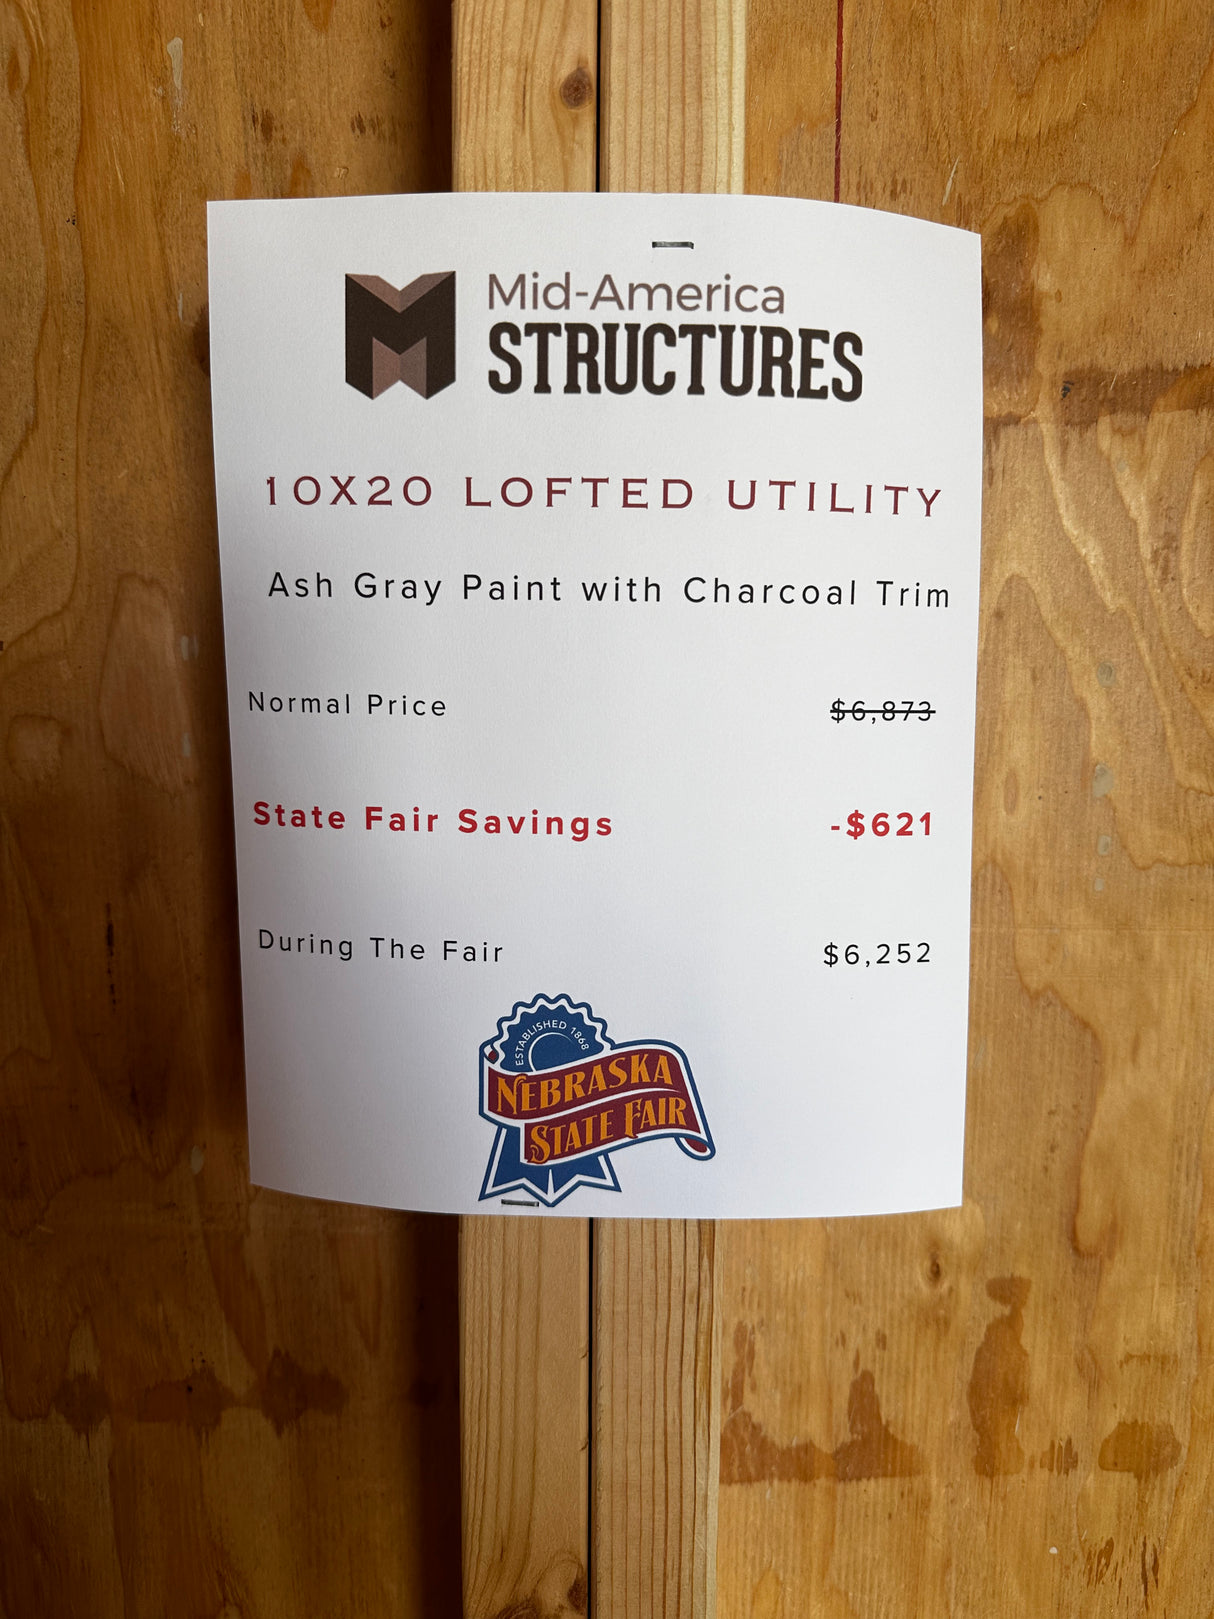 Mid-America
STRUCTURES
10X20 LOFTED UTILITY
Ash Gray Paint with Charcoal Trim
Normal Price $6,873
State Fair Savings -$621
During The Fair $6,252
ESTABLISHED 1868
NEBRASKA
STATE FAIR